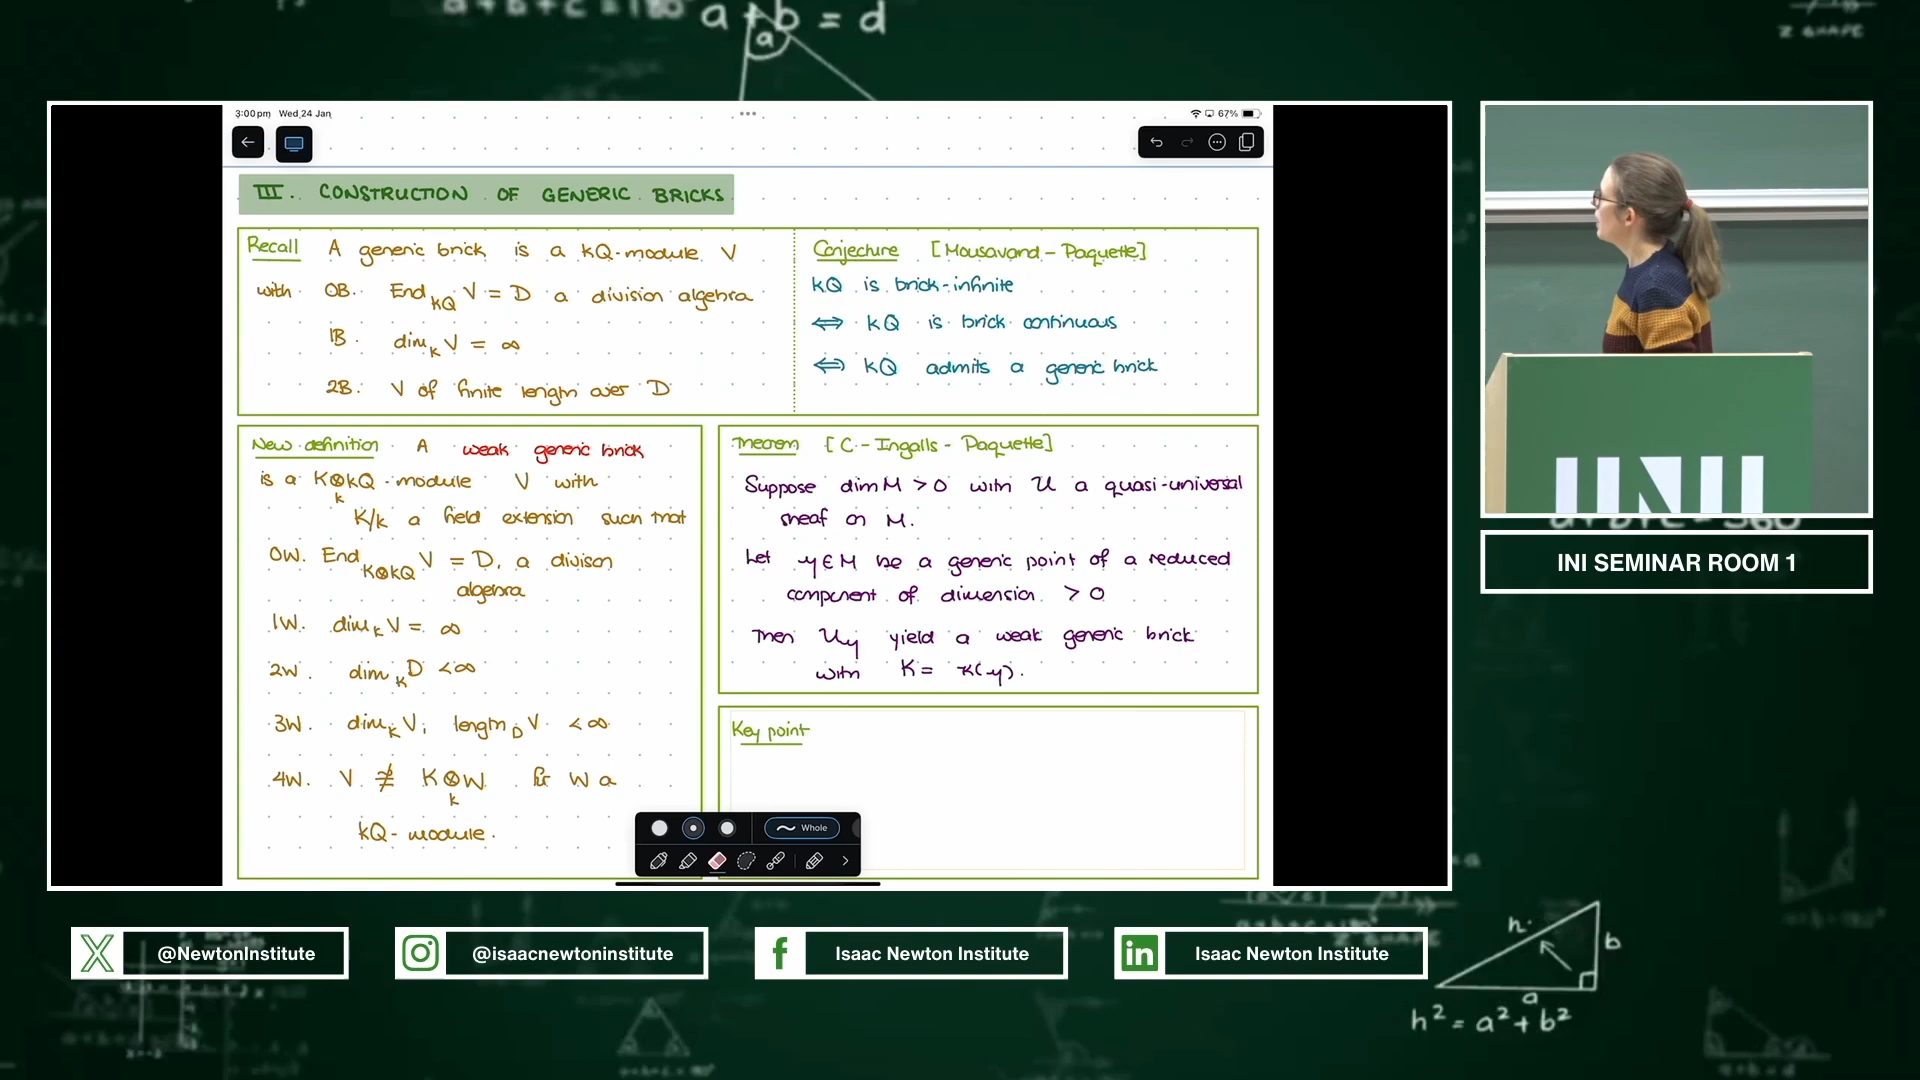 a+b+c = 180°
a + b = d
a
Z SHAPE
3:00pm Wed 24 Jan
67%
III. CONSTRUCTION OF GENERIC BRICKS
Recall A generic brick is a kQ-module V
with 0B. End_kQ V = D a division algebra
1B. dim_k V = ∞
2B. V of finite length over D
Conjecture [Mousavand - Paquette]
kQ is brick-infinite
⟺ kQ is brick continuous
⟺ kQ admits a generic brick
New definition A weak generic brick
is a K⊗_k kQ-module V with
K/k a field extension such that
0W. End_K⊗kQ V = D, a divison
algebra
1W. dim_k V = ∞
2W. dim_K D < ∞
3W. dim_K V, length_D V < ∞
4W. V ≇ K⊗_k W for W a
kQ-module.
Theorem [C - Ingalls - Paquette]
Suppose dim M > 0 with U a quasi-universal
sheaf on M.
Let y∈M be a generic point of a reduced
component of dimension > 0
Then U_y yield a weak generic brick
with K = κ(y).
Key point
Whole
INI SEMINAR ROOM 1
@NewtonInstitute
@isaacnewtoninstitute
Isaac Newton Institute
in
Isaac Newton Institute
h
b
a
h² = a² + b²